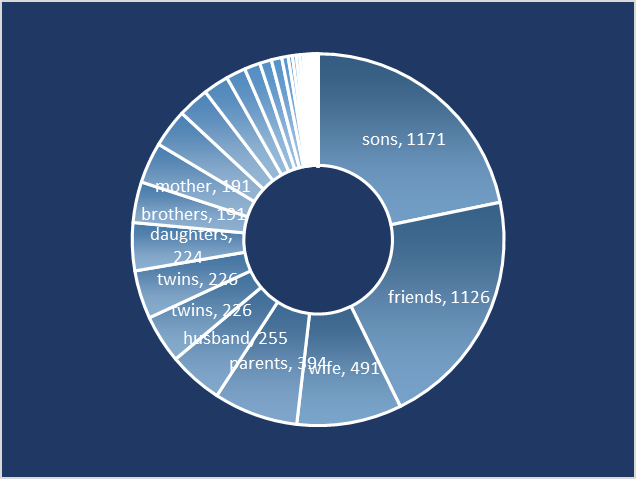 sons, 1171
friends, 1126
wife, 491
parents, 394
husband, 255
twins, 226
twins, 226
daughters,
224
brothers, 191
mother, 191